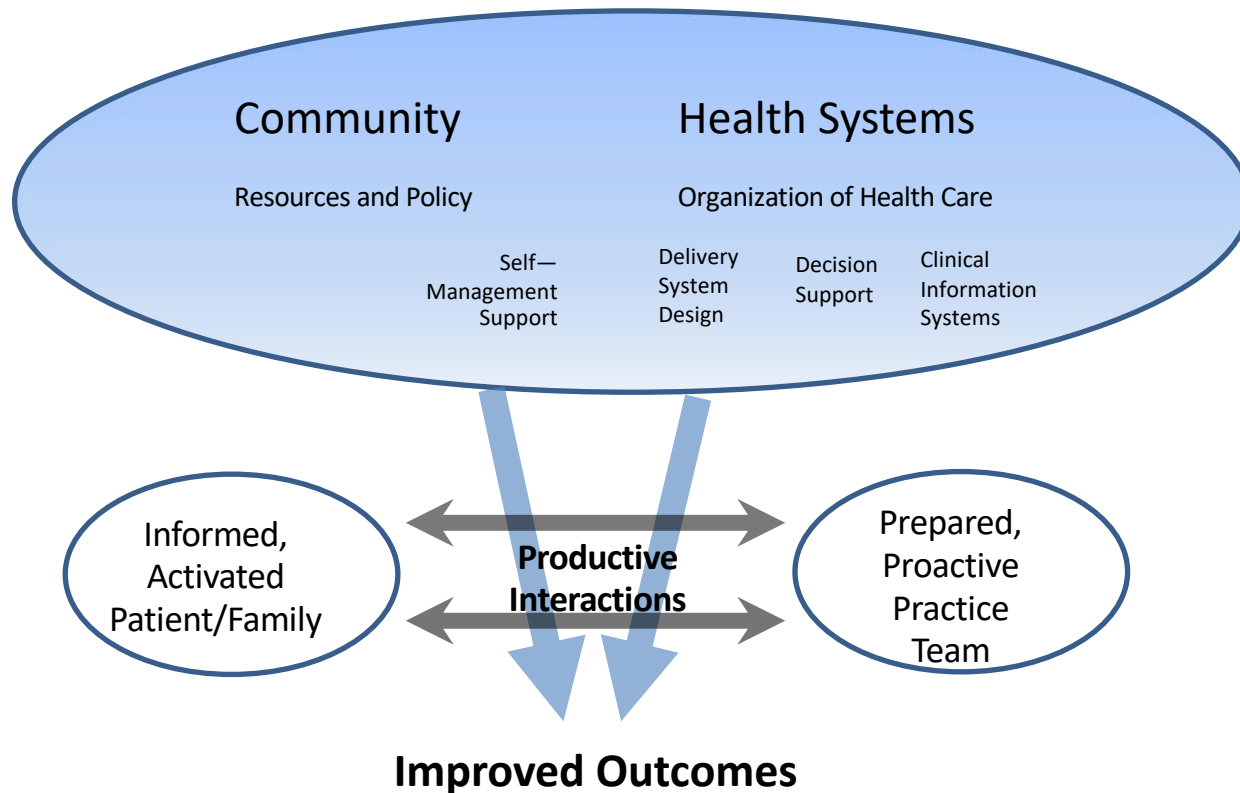 Community
Health Systems
Resources and Policy
Organization of Health Care
Self—
Management
Support
Delivery
System
Design
Decision
Support
Clinical
Information
Systems
Informed,
Activated
Patient/Family
Productive
Interactions
Prepared,
Proactive
Practice
Team
Improved Outcomes